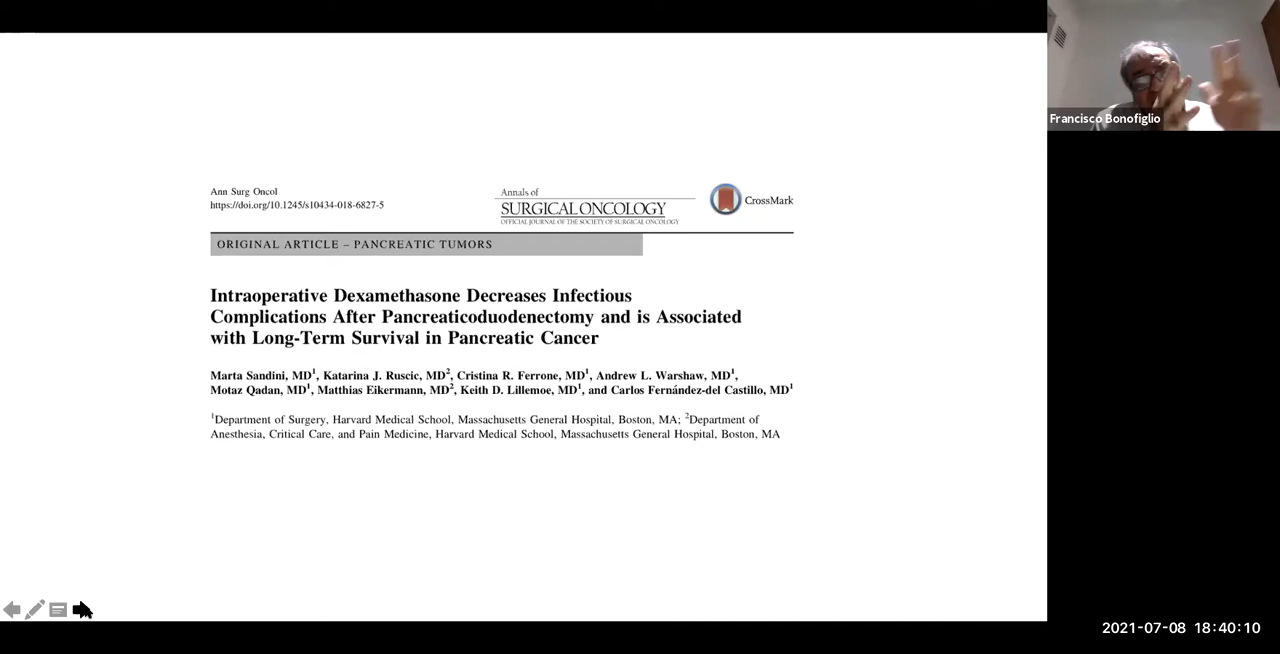 Francisco Bonofiglio
Ann Surg Oncol
https://doi.org/10.1245/s10434-018-6827-5
Annals of
SURGICAL ONCOLOGY
OFFICIAL JOURNAL OF THE SOCIETY OF SURGICAL ONCOLOGY
CrossMark
ORIGINAL ARTICLE – PANCREATIC TUMORS
Intraoperative Dexamethasone Decreases Infectious
Complications After Pancreaticoduodenectomy and is Associated
with Long-Term Survival in Pancreatic Cancer
Marta Sandini, MD1, Katarina J. Ruscic, MD2, Cristina R. Ferrone, MD1, Andrew L. Warshaw, MD1,
Motaz Qadan, MD1, Matthias Eikermann, MD2, Keith D. Lillemoe, MD1, and Carlos Fernández-del Castillo, MD1
1Department of Surgery, Harvard Medical School, Massachusetts General Hospital, Boston, MA; 2Department of
Anesthesia, Critical Care, and Pain Medicine, Harvard Medical School, Massachusetts General Hospital, Boston, MA
2021-07-08 18:40:10